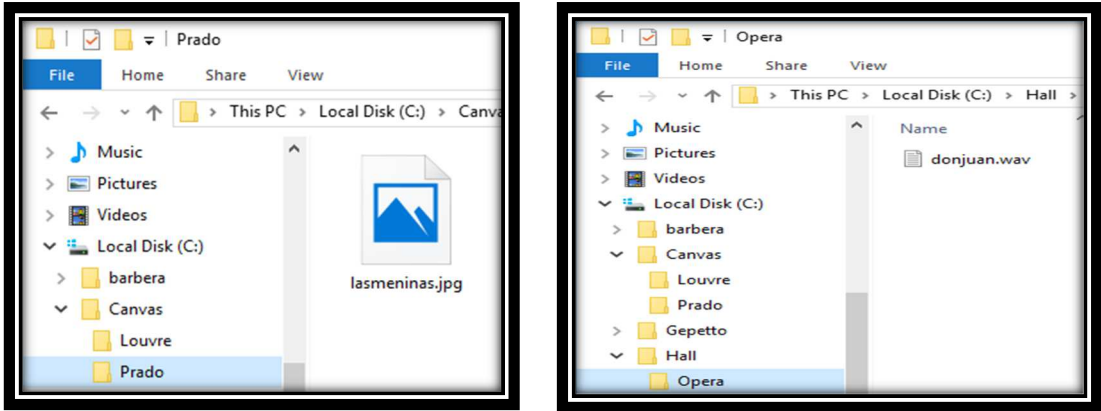 Prado
File Home Share View
This PC > Local Disk (C:) > Canva
Music
Pictures
Videos
Local Disk (C:)
barbera
Canvas
Louvre
Prado
lasmeninas.jpg
Opera
File Home Share View
This PC > Local Disk (C:) > Hall >
Music
Pictures
Videos
Local Disk (C:)
barbera
Canvas
Louvre
Prado
Gepetto
Hall
Opera
Name
donjuan.wav